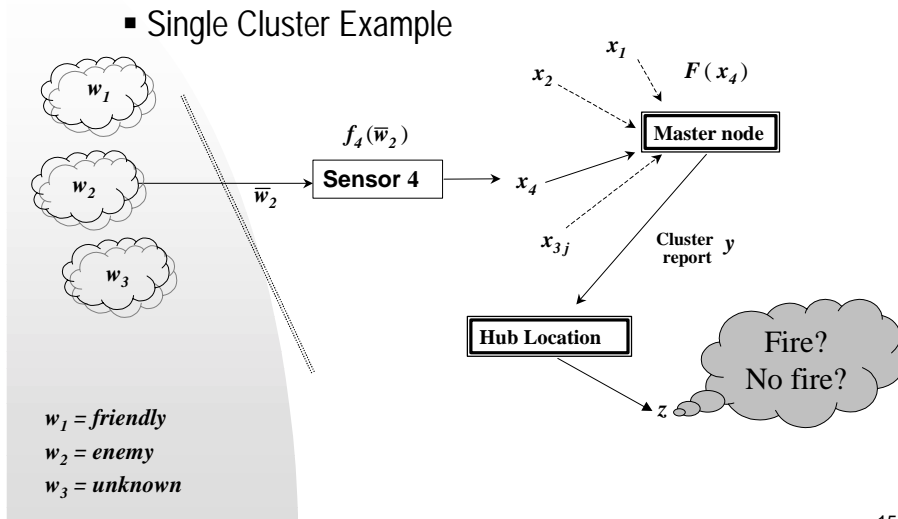 ▪ Single Cluster Example
w₁
w₂
w₃
w̅₂
f₄(w̅₂)
Sensor 4
x₁
x₂
x₄
x₃ⱼ
F(x₄)
Master node
Cluster
report y
Hub Location
z
Fire?
No fire?
w₁ = friendly
w₂ = enemy
w₃ = unknown
15